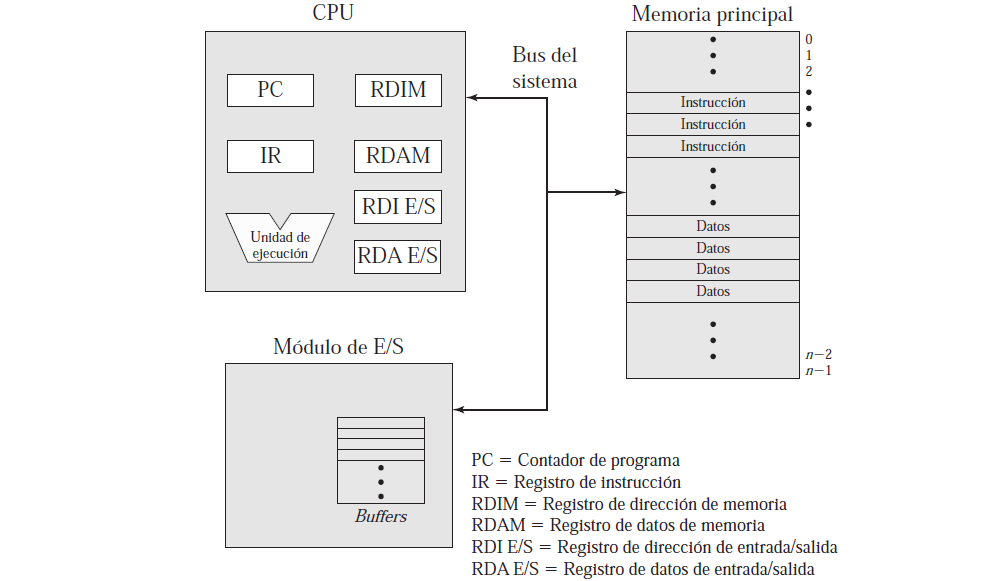 CPU
PC
RDIM
IR
RDAM
RDI E/S
Unidad de
ejecución
RDA E/S
Bus del
sistema
Memoria principal
0
1
2
Instrucción
Instrucción
Instrucción
Datos
Datos
Datos
Datos
n−2
n−1
Módulo de E/S
Buffers
PC = Contador de programa
IR = Registro de instrucción
RDIM = Registro de dirección de memoria
RDAM = Registro de datos de memoria
RDI E/S = Registro de dirección de entrada/salida
RDA E/S = Registro de datos de entrada/salida